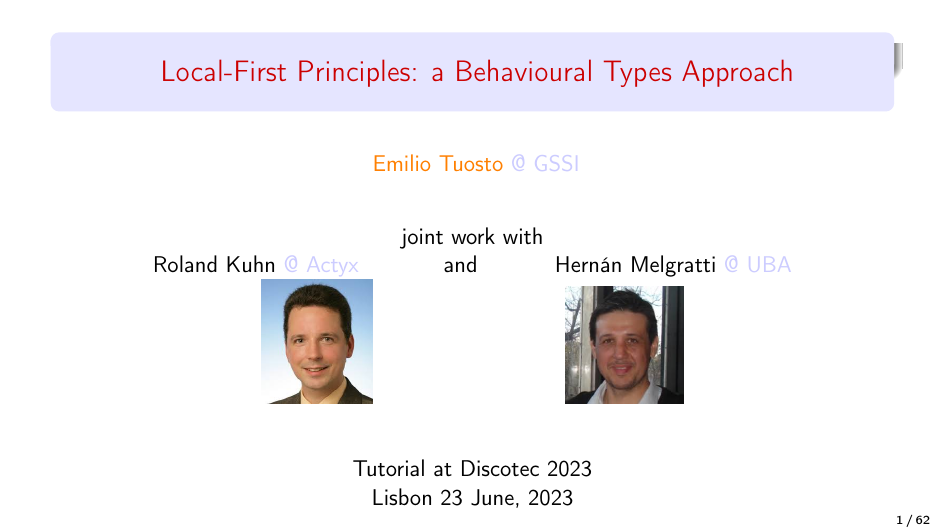 Local-First Principles: a Behavioural Types Approach
Emilio Tuosto @ GSSI
joint work with
Roland Kuhn @ Actyx and Hernán Melgratti @ UBA
Tutorial at Discotec 2023
Lisbon 23 June, 2023
1 / 62